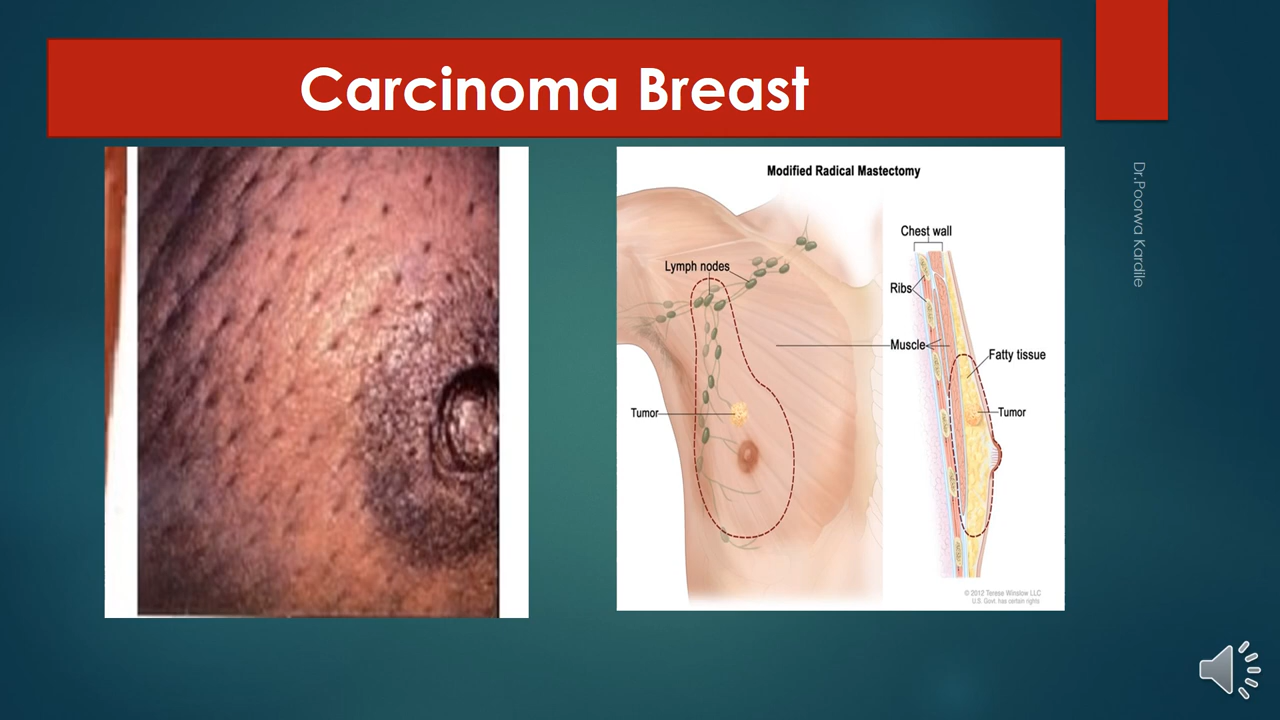 Carcinoma Breast
Dr.Poorwa Kardile
Modified Radical Mastectomy
Chest wall
Lymph nodes
Ribs
Muscle
Fatty tissue
Tumor
Tumor
© 2012 Terese Winslow LLC
U.S. Govt. has certain rights